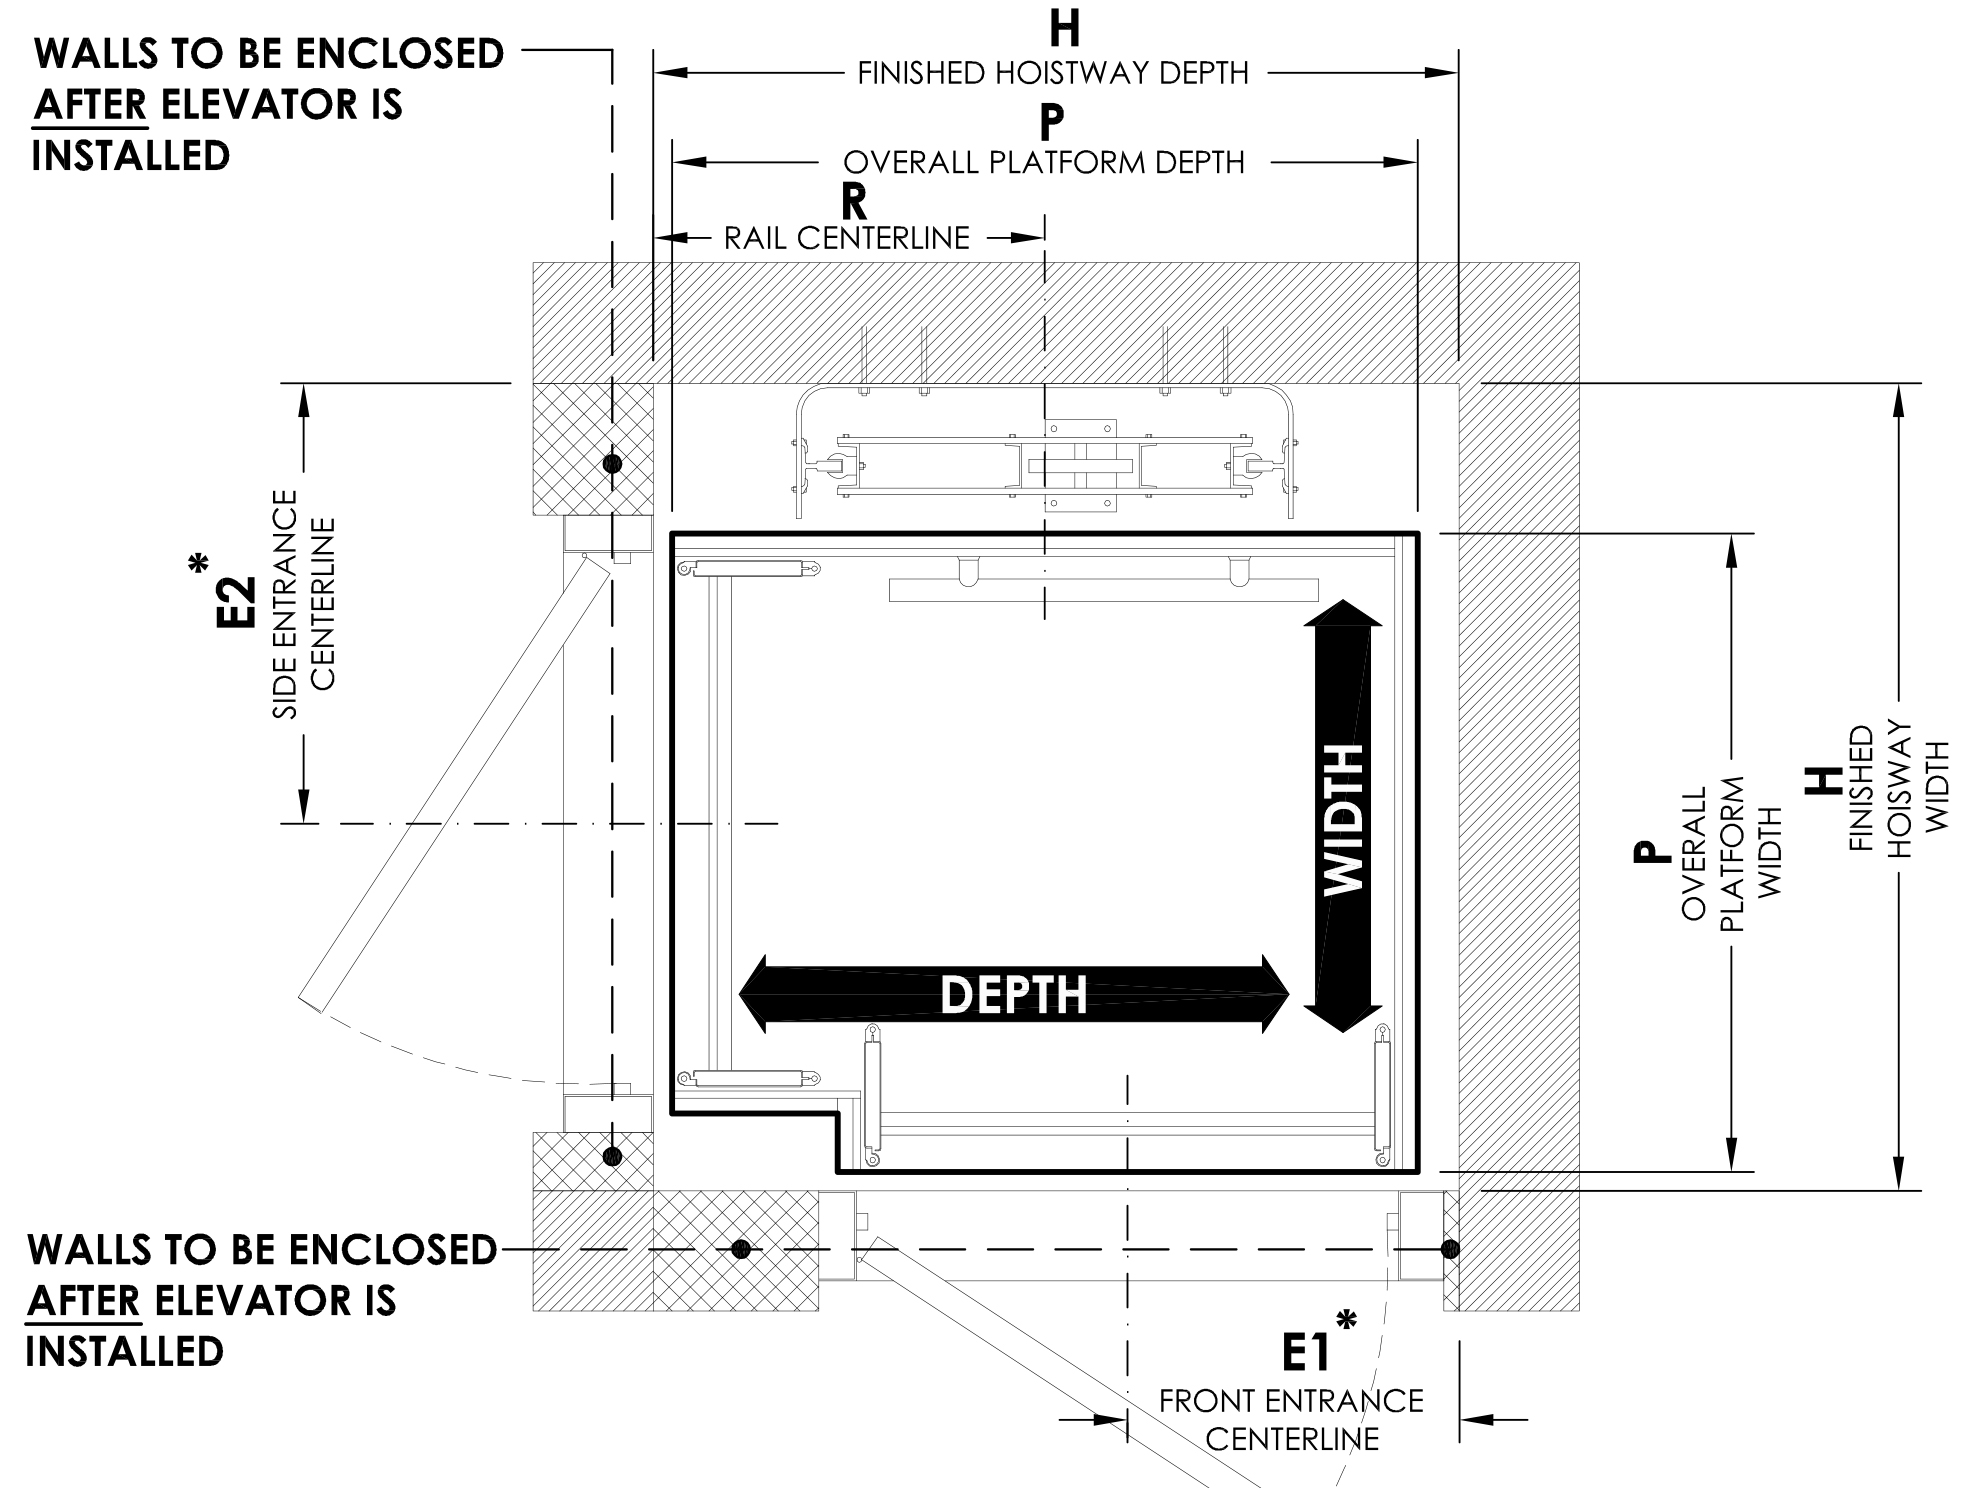 H
WALLS TO BE ENCLOSED
AFTER ELEVATOR IS
INSTALLED
FINISHED HOISTWAY DEPTH
P
OVERALL PLATFORM DEPTH
R
RAIL CENTERLINE
E2*
SIDE ENTRANCE
CENTERLINE
WIDTH
DEPTH
P
OVERALL
PLATFORM
WIDTH
H
FINISHED
HOISWAY
WIDTH
WALLS TO BE ENCLOSED
AFTER ELEVATOR IS
INSTALLED
E1*
FRONT ENTRANCE
CENTERLINE